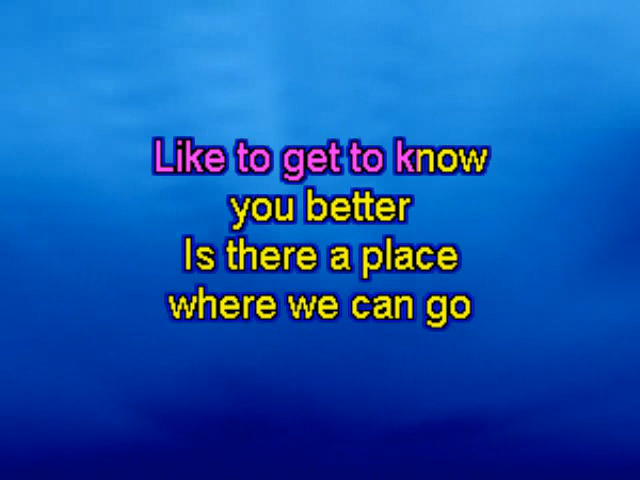 Like to get to know
you better
Is there a place
where we can go